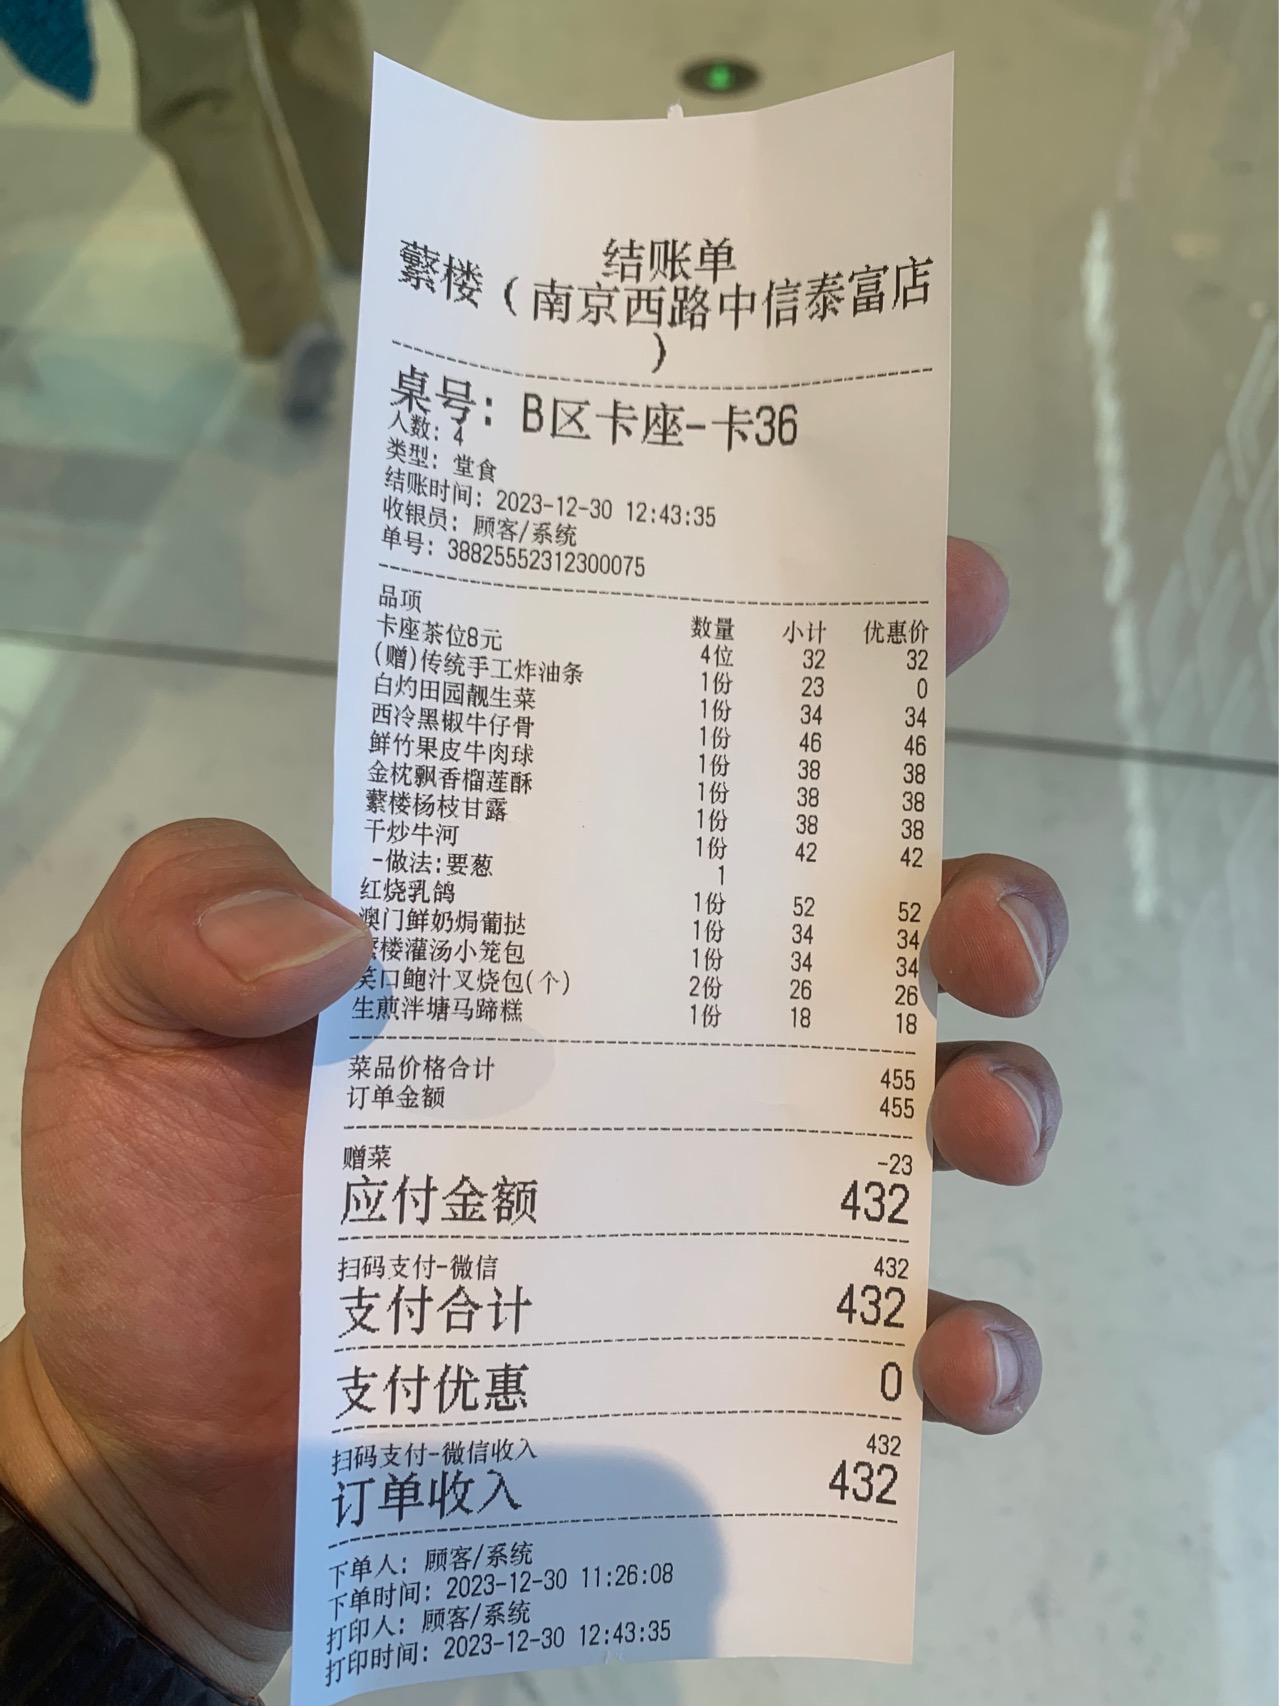 结账单
蘩楼（南京西路中信泰富店
）
桌号：B区卡座-卡36
人数：4
类型：堂食
结账时间：2023-12-30 12:43:35
收银员：顾客/系统
单号：38825552312300075
品项 数量 小计 优惠价
卡座茶位8元 4位 32 32
(赠)传统手工炸油条 1份 23 0
白灼田园靓生菜 1份 34 34
西冷黑椒牛仔骨 1份 46 46
鲜竹果皮牛肉球 1份 38 38
金枕飘香榴莲酥 1份 38 38
蘩楼杨枝甘露 1份 38 38
干炒牛河 1份 42 42
-做法:要葱 1
红烧乳鸽 1份 52 52
澳门鲜奶焗葡挞 1份 34 34
蘩楼灌汤小笼包 1份 34 34
笑口鲍汁叉烧包(个) 2份 26 26
生煎泮塘马蹄糕 1份 18 18
菜品价格合计 455
订单金额 455
赠菜 -23
应付金额 432
扫码支付-微信 432
支付合计 432
支付优惠 0
扫码支付-微信收入 432
订单收入 432
下单人：顾客/系统
下单时间：2023-12-30 11:26:08
打印人：顾客/系统
打印时间：2023-12-30 12:43:35